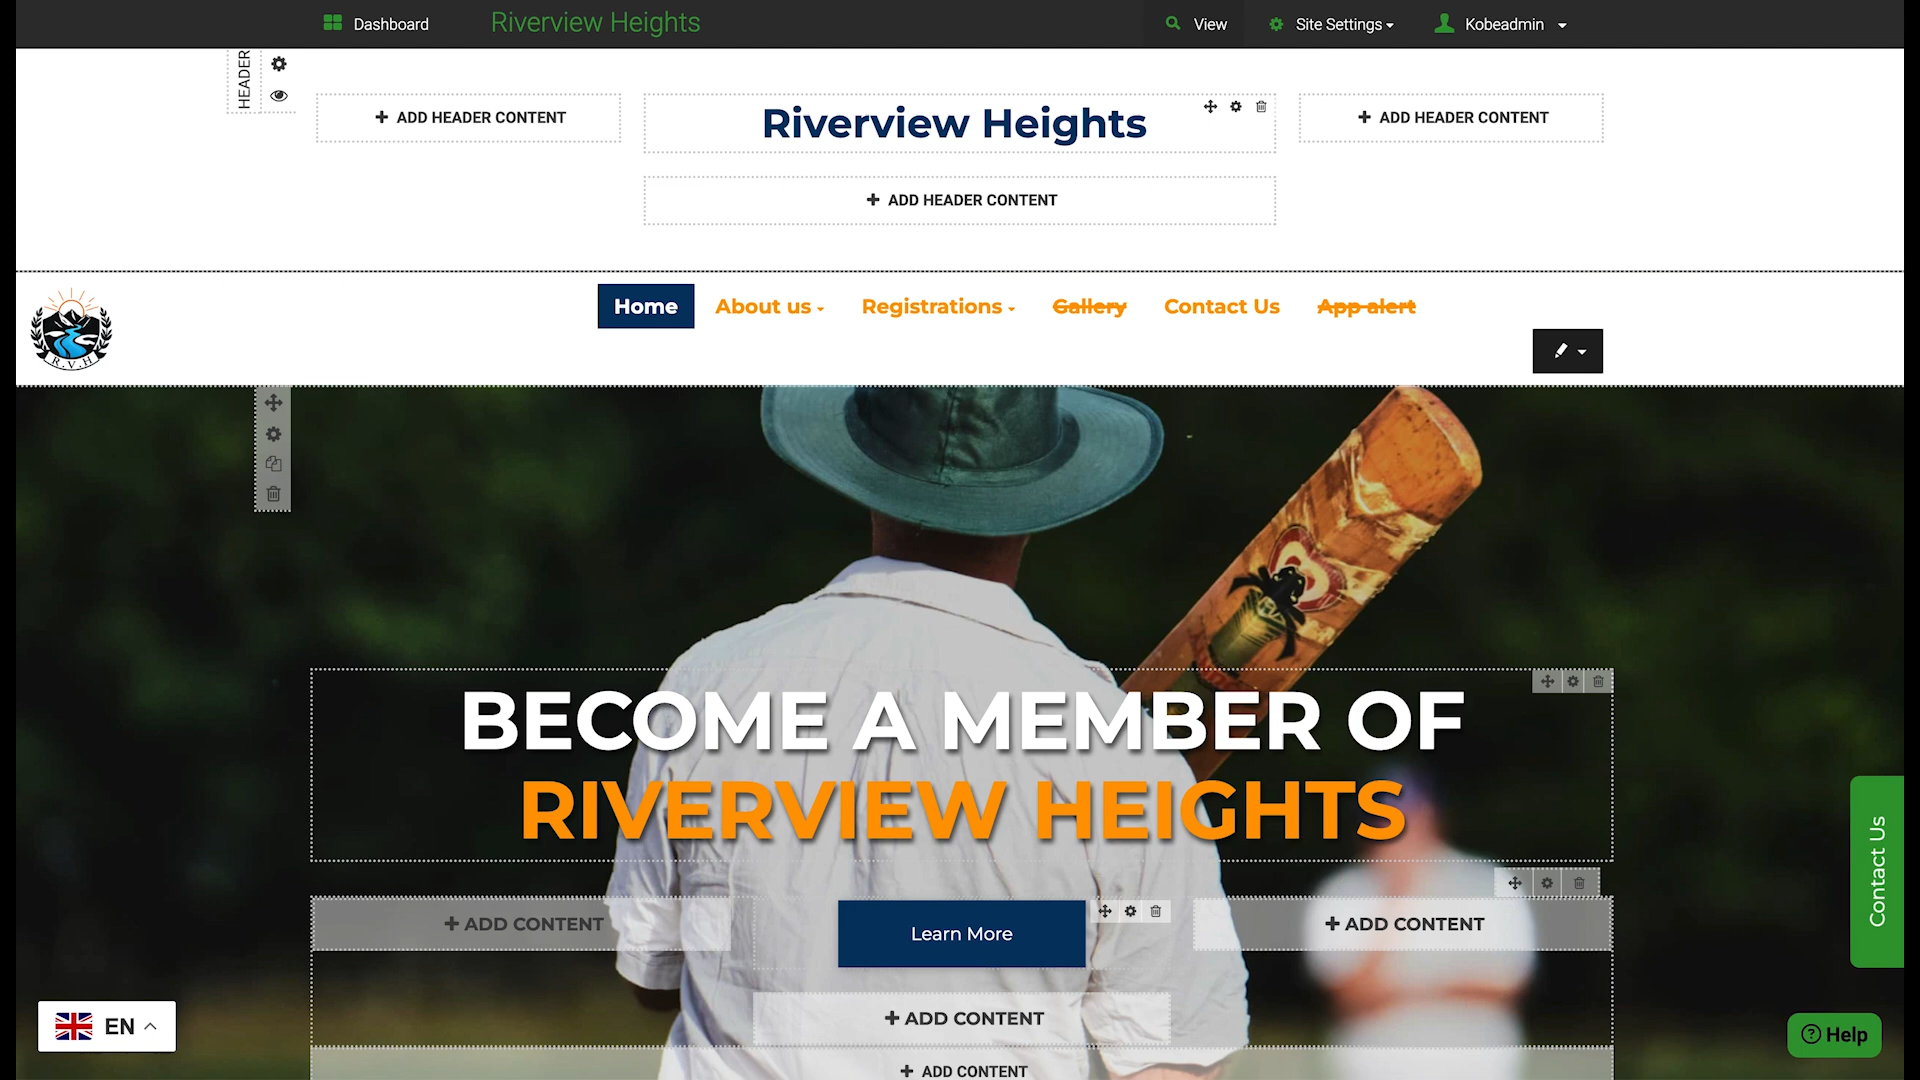 Dashboard
Riverview Heights
View
Site Settings
Kobeadmin
HEADER
ADD HEADER CONTENT
Riverview Heights
ADD HEADER CONTENT
ADD HEADER CONTENT
R.V.H
Home
About us
Registrations
Gallery
Contact Us
App alert
BECOME A MEMBER OF
RIVERVIEW HEIGHTS
ADD CONTENT
Learn More
ADD CONTENT
ADD CONTENT
ADD CONTENT
Contact Us
EN
Help